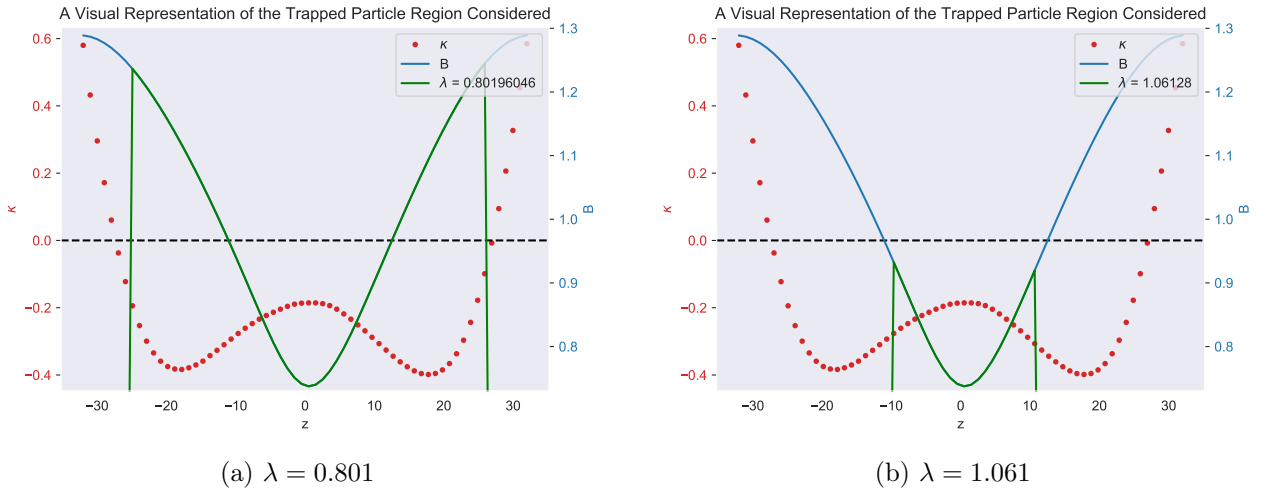 A Visual Representation of the Trapped Particle Region Considered
0.6
0.4
0.2
0.0
−0.2
−0.4
κ
1.3
1.2
1.1
1.0
0.9
0.8
B
κ
B
λ = 0.80196046
−30 −20 −10 0 10 20 30
z
(a) λ = 0.801
A Visual Representation of the Trapped Particle Region Considered
0.6
0.4
0.2
0.0
−0.2
−0.4
κ
1.3
1.2
1.1
1.0
0.9
0.8
B
κ
B
λ = 1.06128
−30 −20 −10 0 10 20 30
z
(b) λ = 1.061